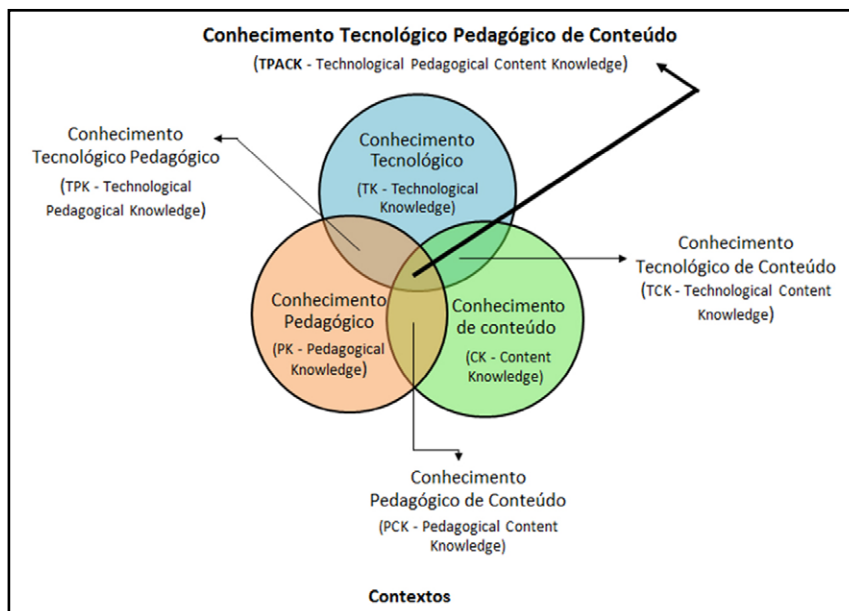 Conhecimento Tecnológico Pedagógico de Conteúdo
(TPACK - Technological Pedagogical Content Knowledge)
Conhecimento
Tecnológico Pedagógico
(TPK - Technological
Pedagogical Knowledge)
Conhecimento
Tecnológico
(TK - Technological
Knowledge)
Conhecimento
Tecnológico de Conteúdo
(TCK - Technological Content
Knowledge)
Conhecimento
Pedagógico
(PK - Pedagogical
Knowledge)
Conhecimento
de conteúdo
(CK - Content
Knowledge)
Conhecimento
Pedagógico de Conteúdo
(PCK - Pedagogical Content
Knowledge)
Contextos